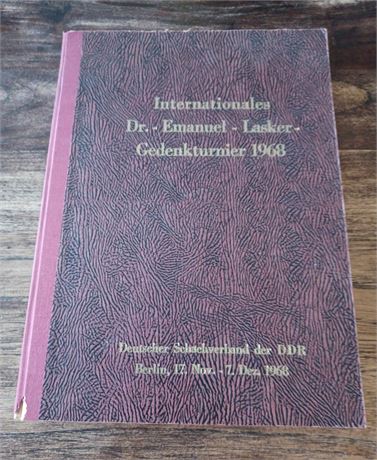 Internationales
Dr. - Emanuel - Lasker -
Gedenkturnier 1968
Deutscher Schachverband der DDR
Berlin, 17. Nov. - 7. Dez. 1968